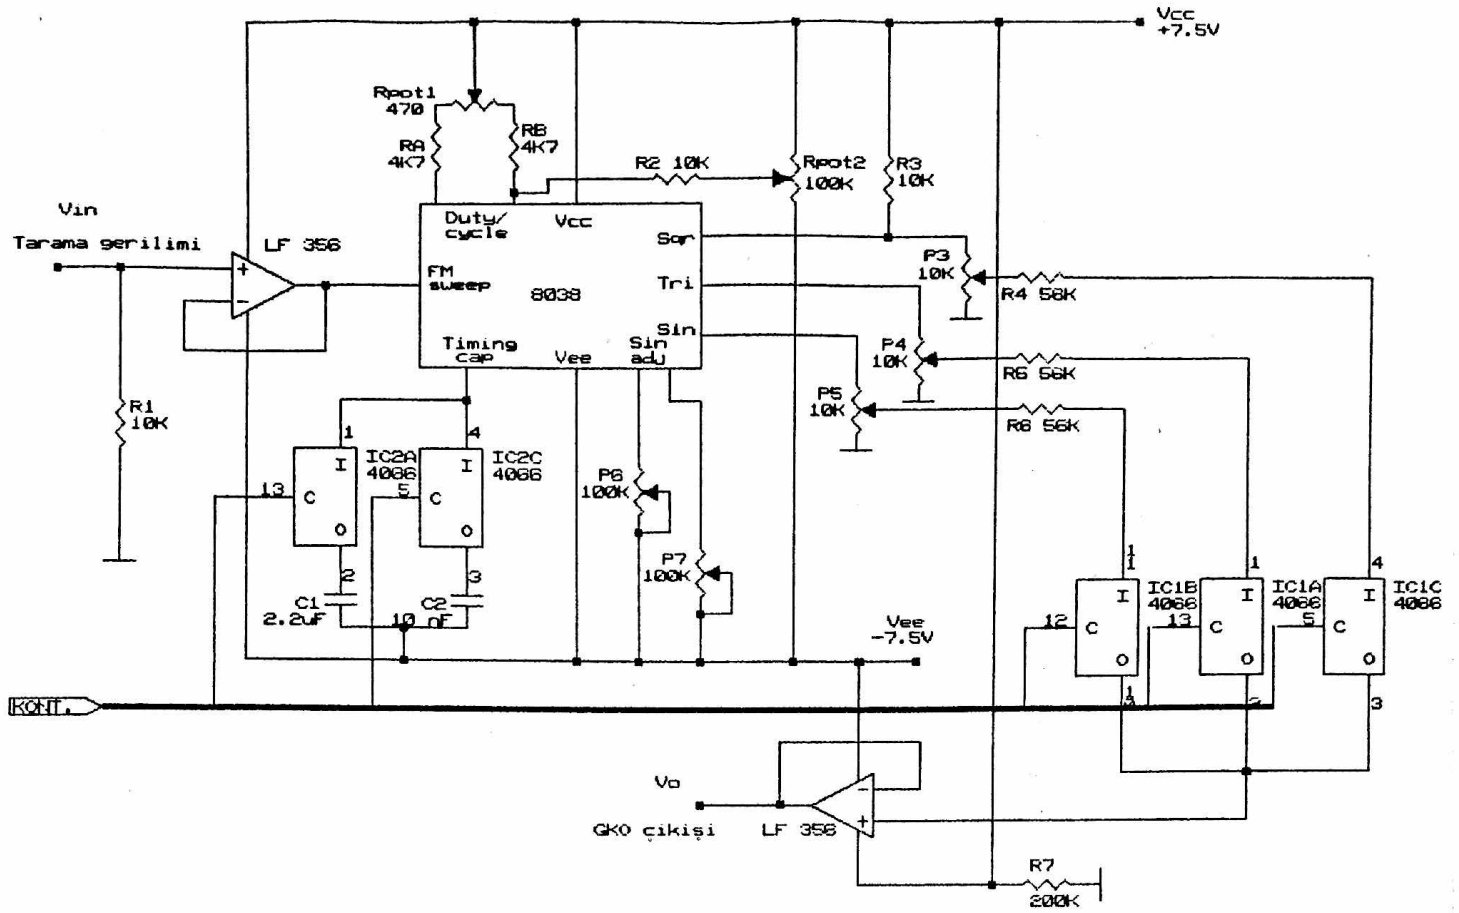 Vcc
+7.5V
Rpot1
470
RA
4K7
RB
4K7
R2 10K
Rpot2
100K
R3
10K
Vin
Tarama gerilimi
LF 356
Duty/
cycle
Vcc
FM
sweep
8038
Sqr
Tri
Sin
Timing
cap
Vee
Sin
adj
P3
10K
R4 56K
P4
10K
R5 56K
P5
10K
R6 56K
R1
10K
1
I
C
O
13
2
IC2A
4066
4
I
C
O
5
3
IC2C
4066
C1
2.2uF
C2
10 nF
P6
100K
P7
100K
Vee
-7.5V
11
I
C
O
12
13
IC1B
4066
1
I
C
O
13
2
IC1A
4066
4
I
C
O
5
3
IC1C
4066
KONT.
Vo
GKO çikişi
LF 356
-
+
+
-
R7
200K